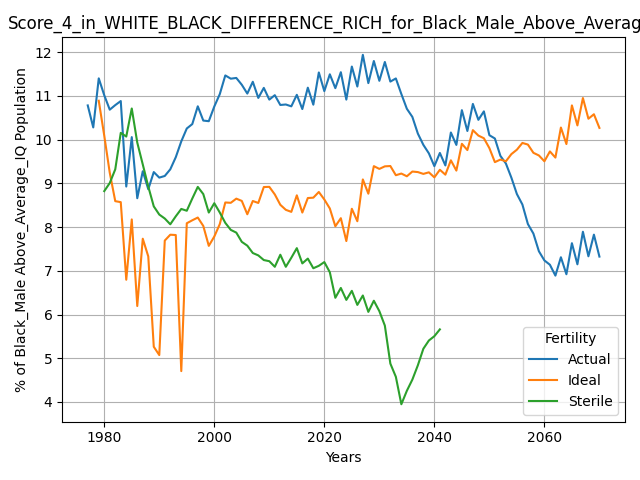 Score_4_in_WHITE_BLACK_DIFFERENCE_RICH_for_Black_Male_Above_Averag
% of Black_Male Above_Average_IQ Population
12
11
10
9
8
7
6
5
4
Fertility
Actual
Ideal
Sterile
1980 2000 2020 2040 2060
Years